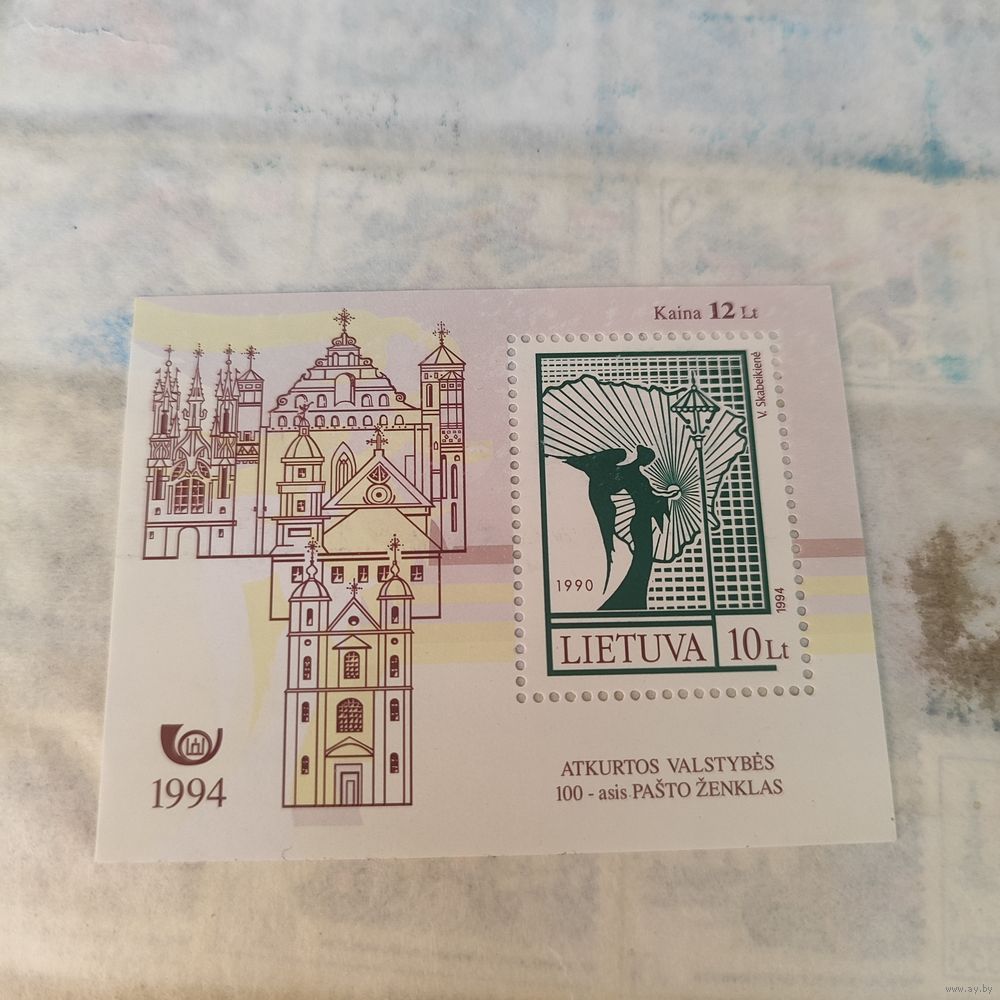 Kaina 12 Lt
V. Skabeikienė
1990
1994
LIETUVA 10 Lt
1994
ATKURTOS VALSTYBĖS
100 - asis PAŠTO ŽENKLAS
www.ay.by